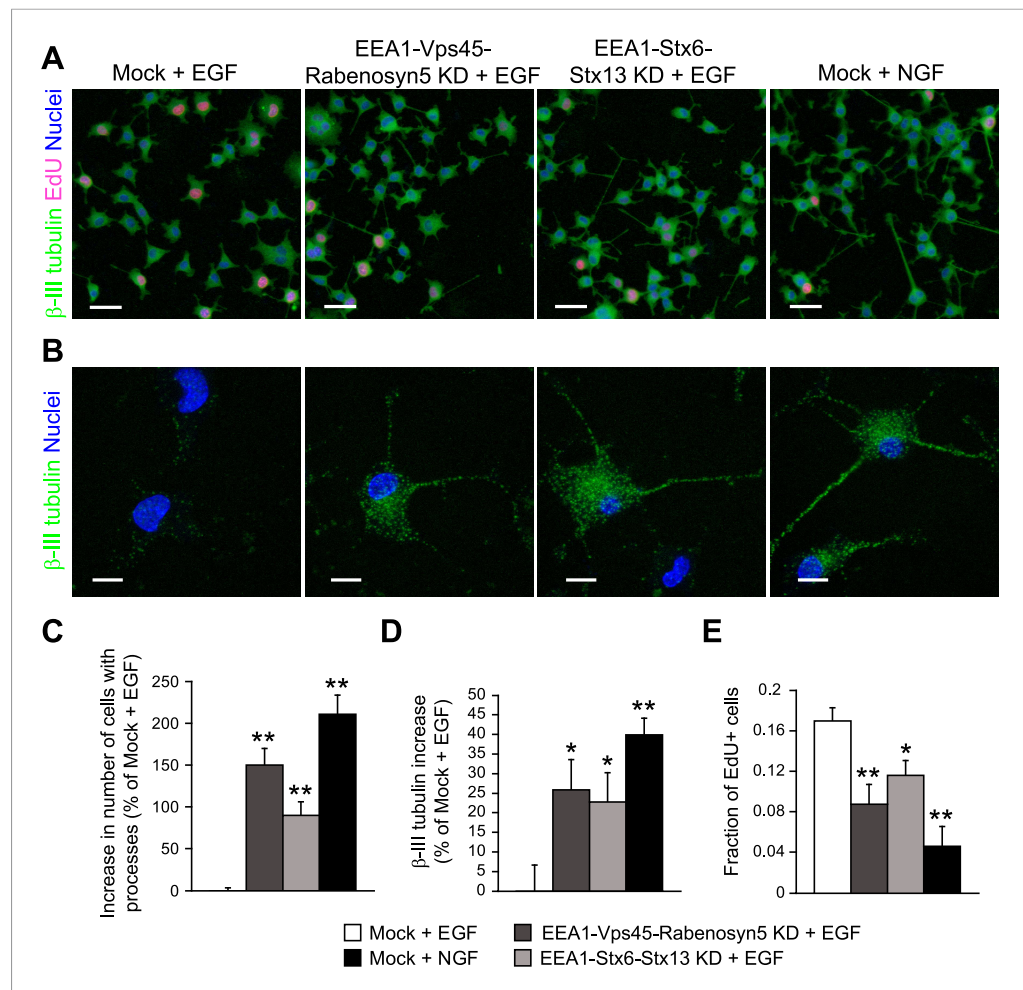 A
Mock + EGF
EEA1-Vps45-
Rabenosyn5 KD + EGF
EEA1-Stx6-
Stx13 KD + EGF
Mock + NGF
β-III tubulin EdU Nuclei
B
β-III tubulin Nuclei
C
Increase in number of cells with
processes (% of Mock + EGF)
250
200
150
100
50
0
**
**
**
D
β-III tubulin increase
(% of Mock + EGF)
50
45
40
35
30
25
20
15
10
5
0
*
*
**
E
Fraction of EdU+ cells
0.2
0.16
0.12
0.08
0.04
0
**
*
**
Mock + EGF
EEA1-Vps45-Rabenosyn5 KD + EGF
Mock + NGF
EEA1-Stx6-Stx13 KD + EGF